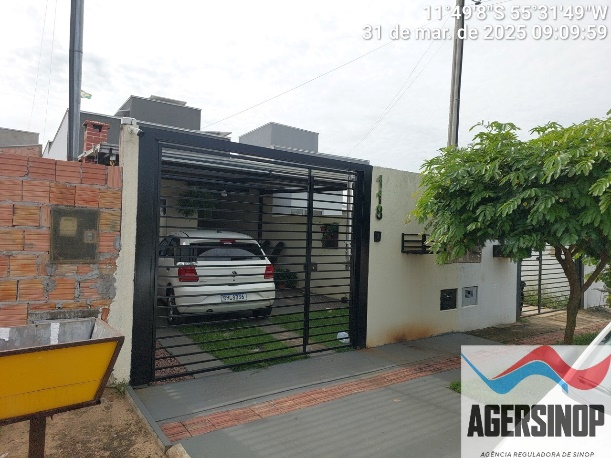 11°49'8"S 55°31'49"W
31 de mar. de 2025 09:09:59
118
AGERSINOP
AGÊNCIA REGULADORA DE SINOP